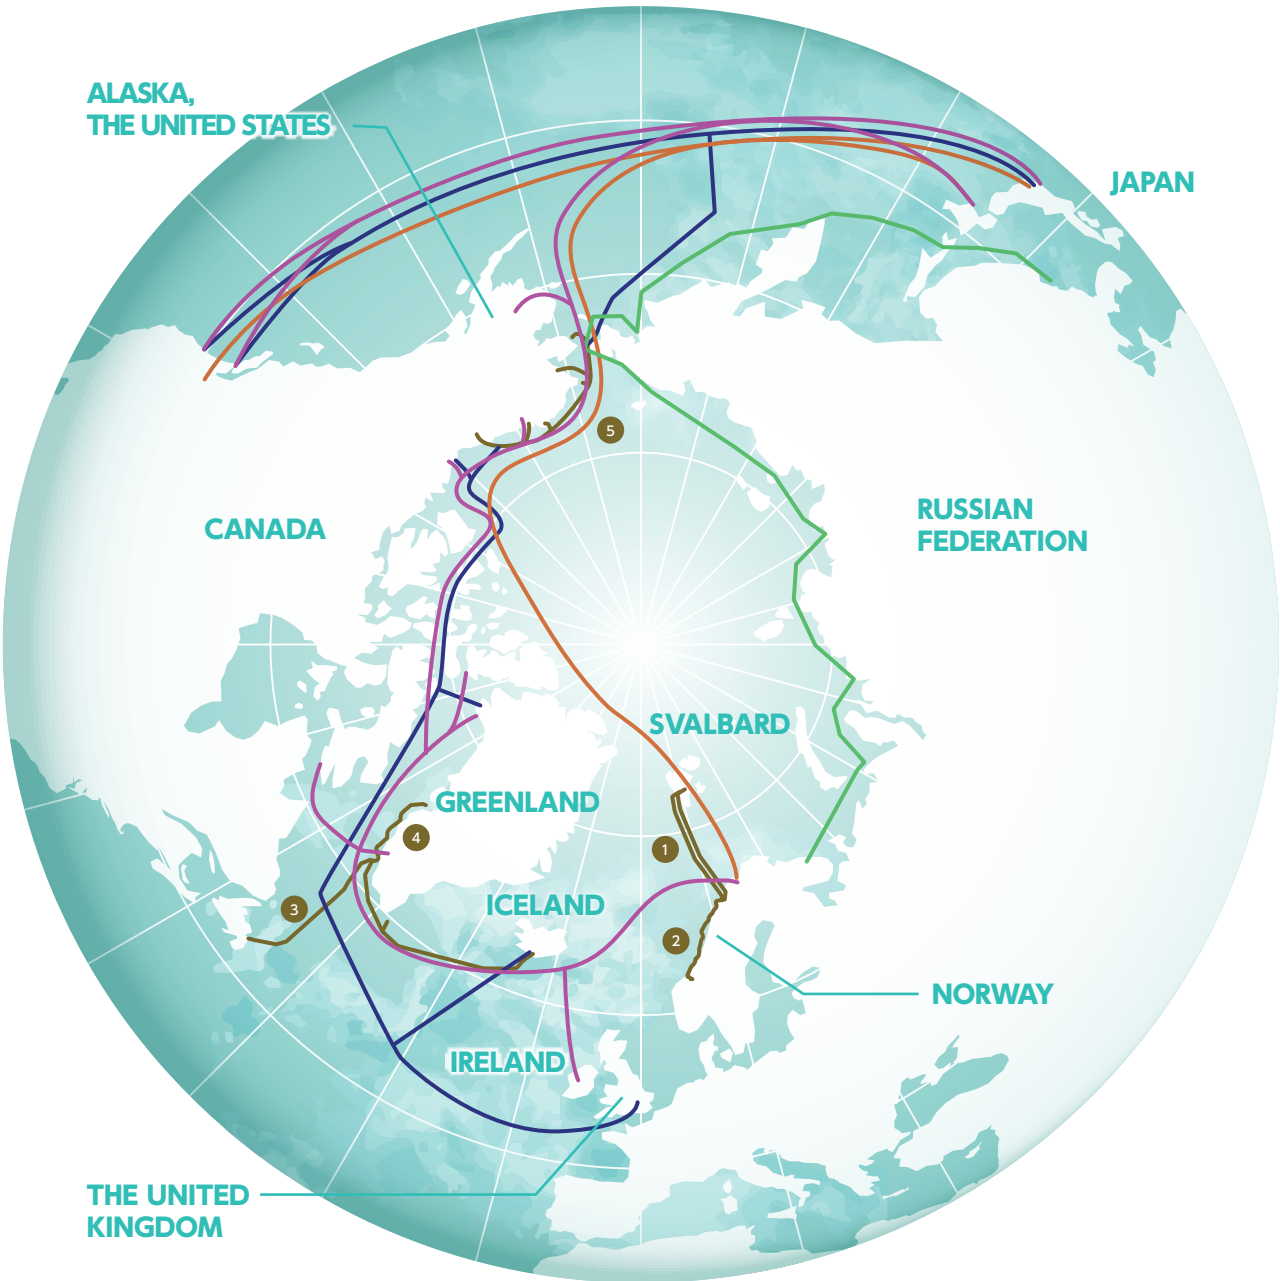 ALASKA,
THE UNITED STATES
JAPAN
5
CANADA
RUSSIAN
FEDERATION
SVALBARD
GREENLAND
4
1
3
ICELAND
2
NORWAY
IRELAND
THE UNITED
KINGDOM